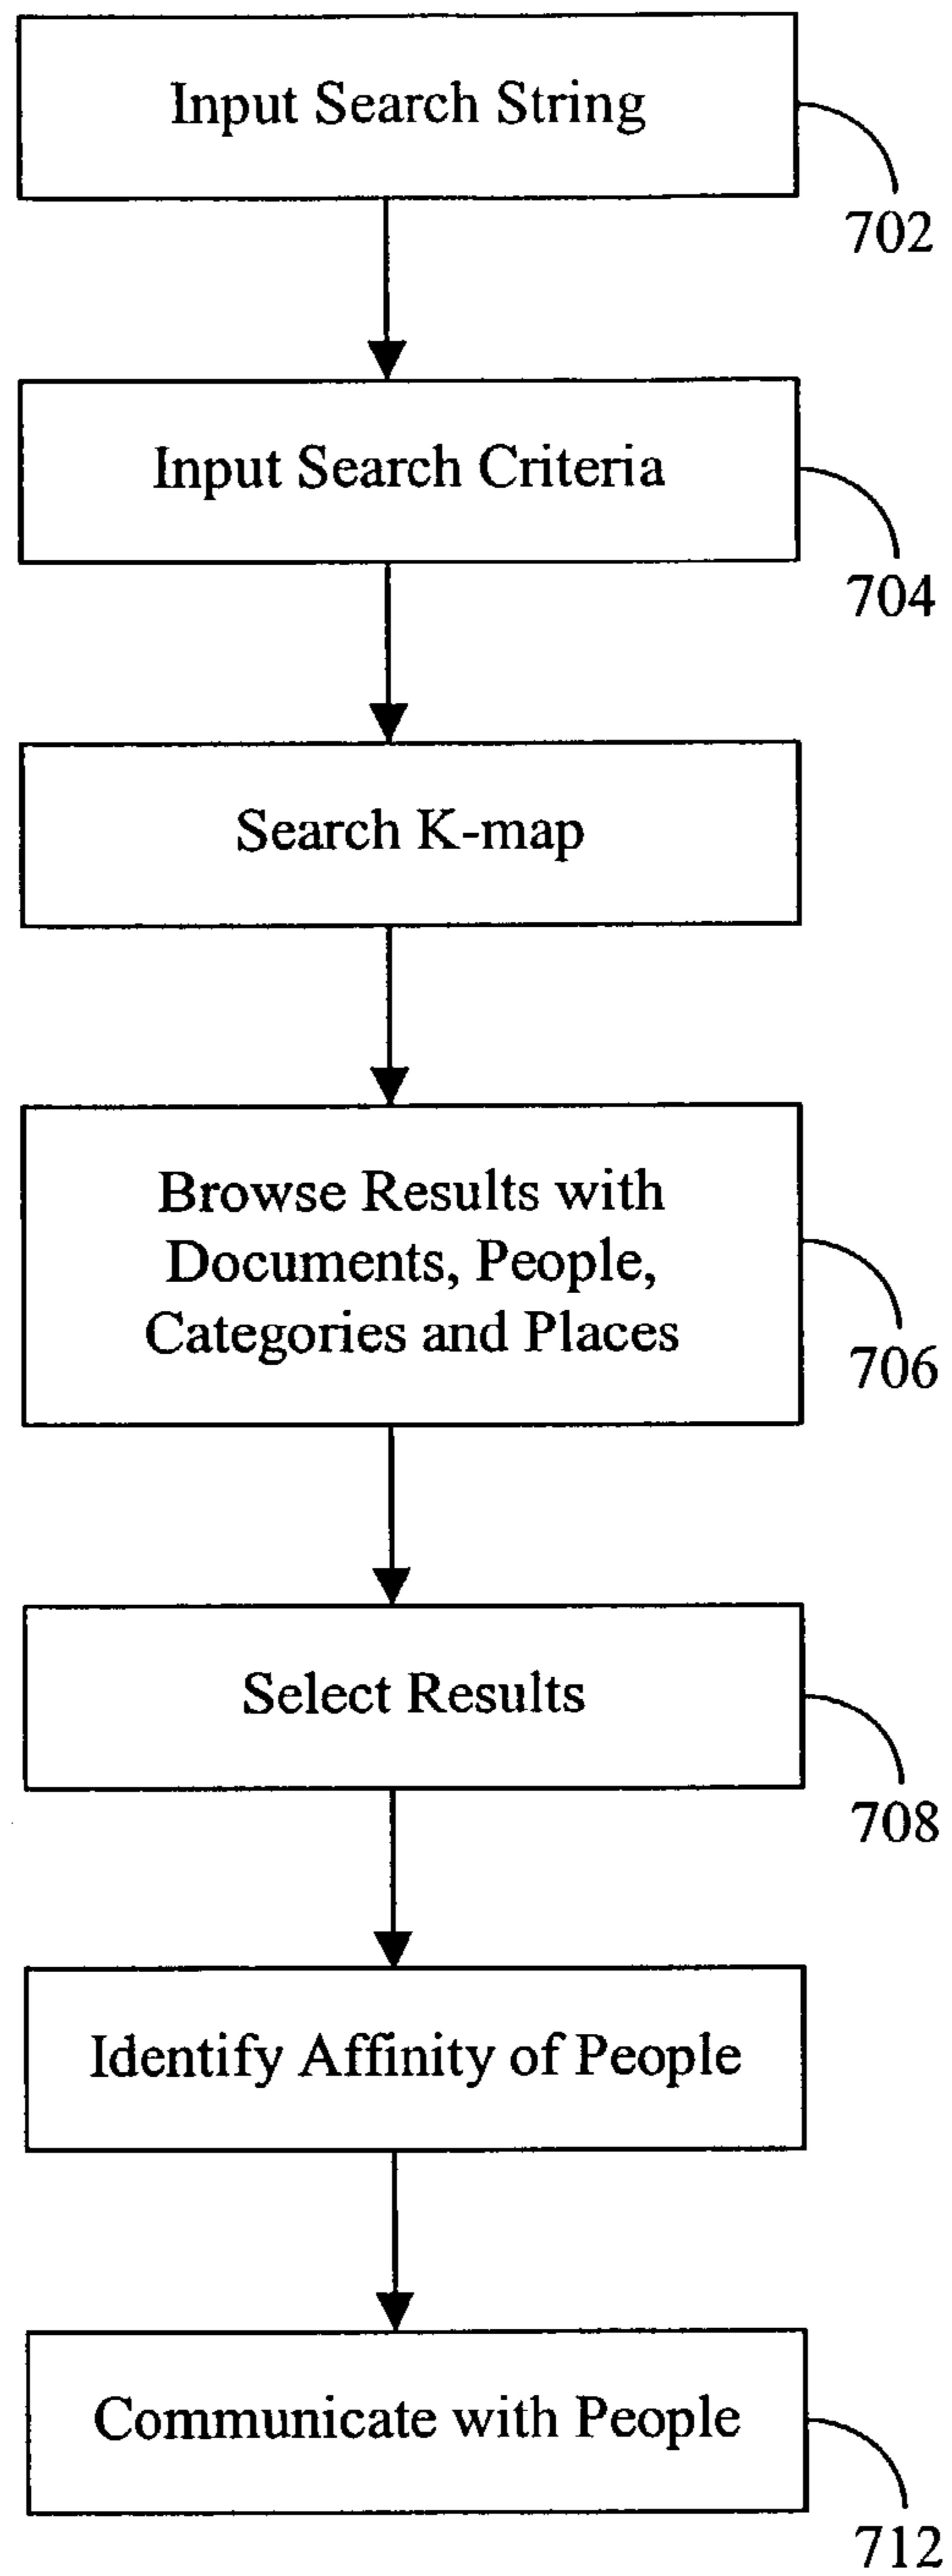 Input Search String
702
Input Search Criteria
704
Search K-map
Browse Results with
Documents, People,
Categories and Places
706
Select Results
708
Identify Affinity of People
Communicate with People
712